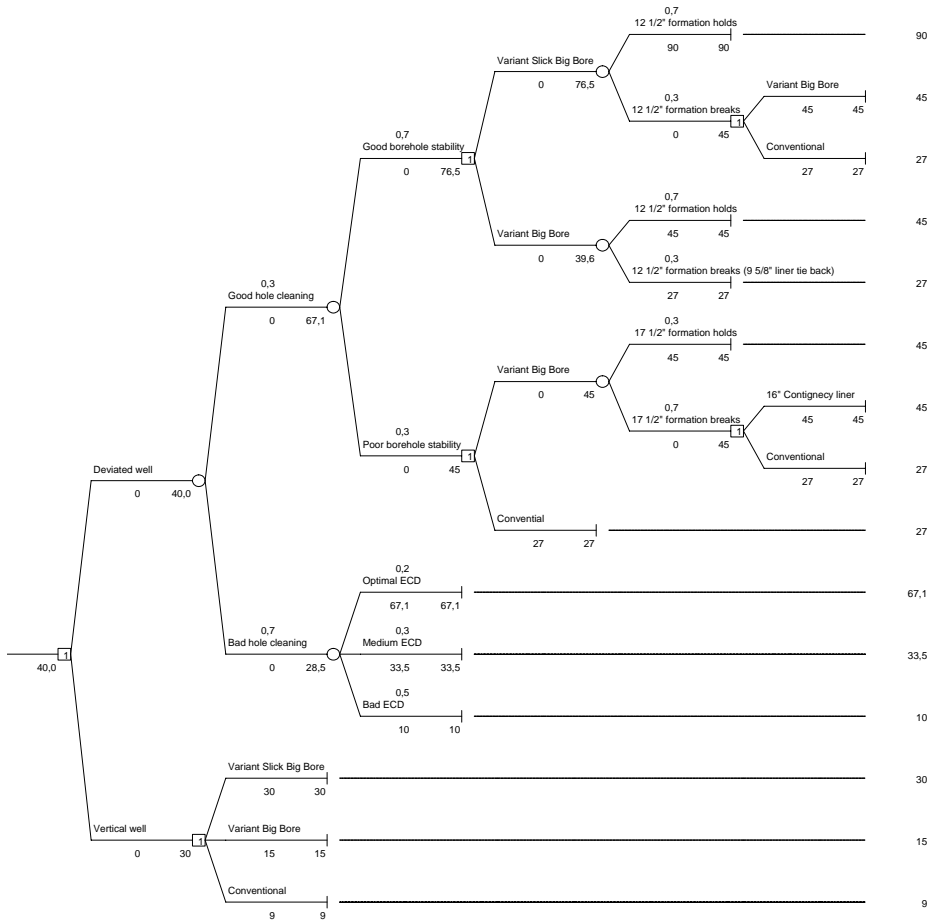 0,7
12 1/2" formation holds
90 90 90
Variant Slick Big Bore
0 76,5
Variant Big Bore
45 45 45
0,3
12 1/2" formation breaks
1
0 45
0,7
Good borehole stability
1
0 76,5
Conventional
27 27 27
0,7
12 1/2" formation holds
45 45 45
Variant Big Bore
0 39,6
0,3
12 1/2" formation breaks (9 5/8" liner tie back)
27 27 27
0,3
Good hole cleaning
0 67,1
0,3
17 1/2" formation holds
45 45 45
Variant Big Bore
0 45
16" Contignecy liner
45 45 45
0,7
17 1/2" formation breaks
1
0 45
0,3
Poor borehole stability
1
0 45
Conventional
27 27 27
Deviated well
0 40,0
Convential
27 27 27
0,2
Optimal ECD
67,1 67,1 67,1
0,7
Bad hole cleaning
0 28,5
0,3
Medium ECD
33,5 33,5 33,5
1
40,0
0,5
Bad ECD
10 10 10
Variant Slick Big Bore
30 30 30
Vertical well
1
0 30
Variant Big Bore
15 15 15
Conventional
9 9 9